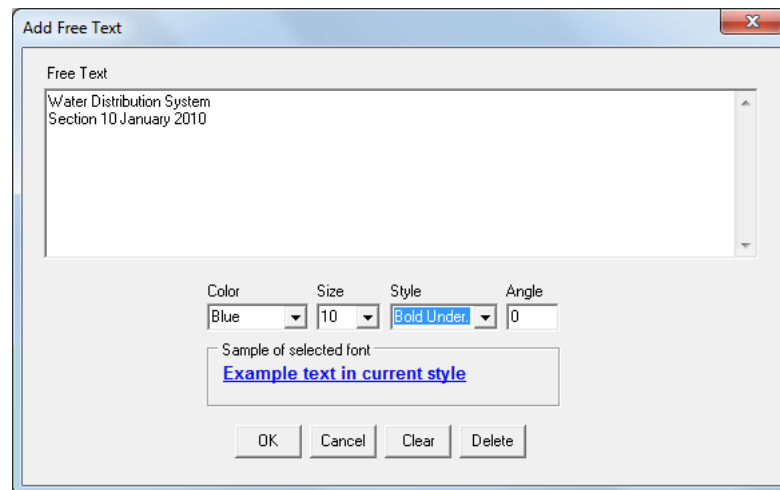 Add Free Text
Free Text
Water Distribution System
Section 10 January 2010
Color Size Style Angle
Blue 10 Bold Under. 0
Sample of selected font
Example text in current style
OK Cancel Clear Delete